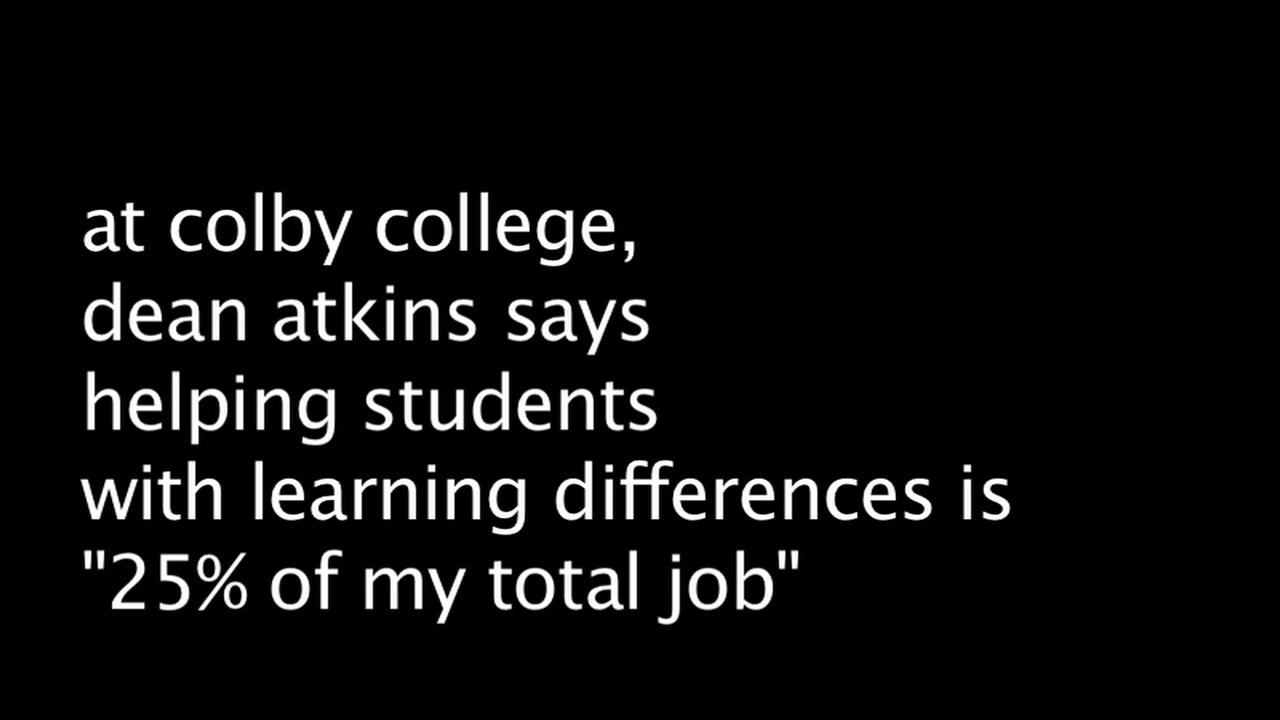 at colby college,
dean atkins says
helping students
with learning differences is
"25% of my total job"